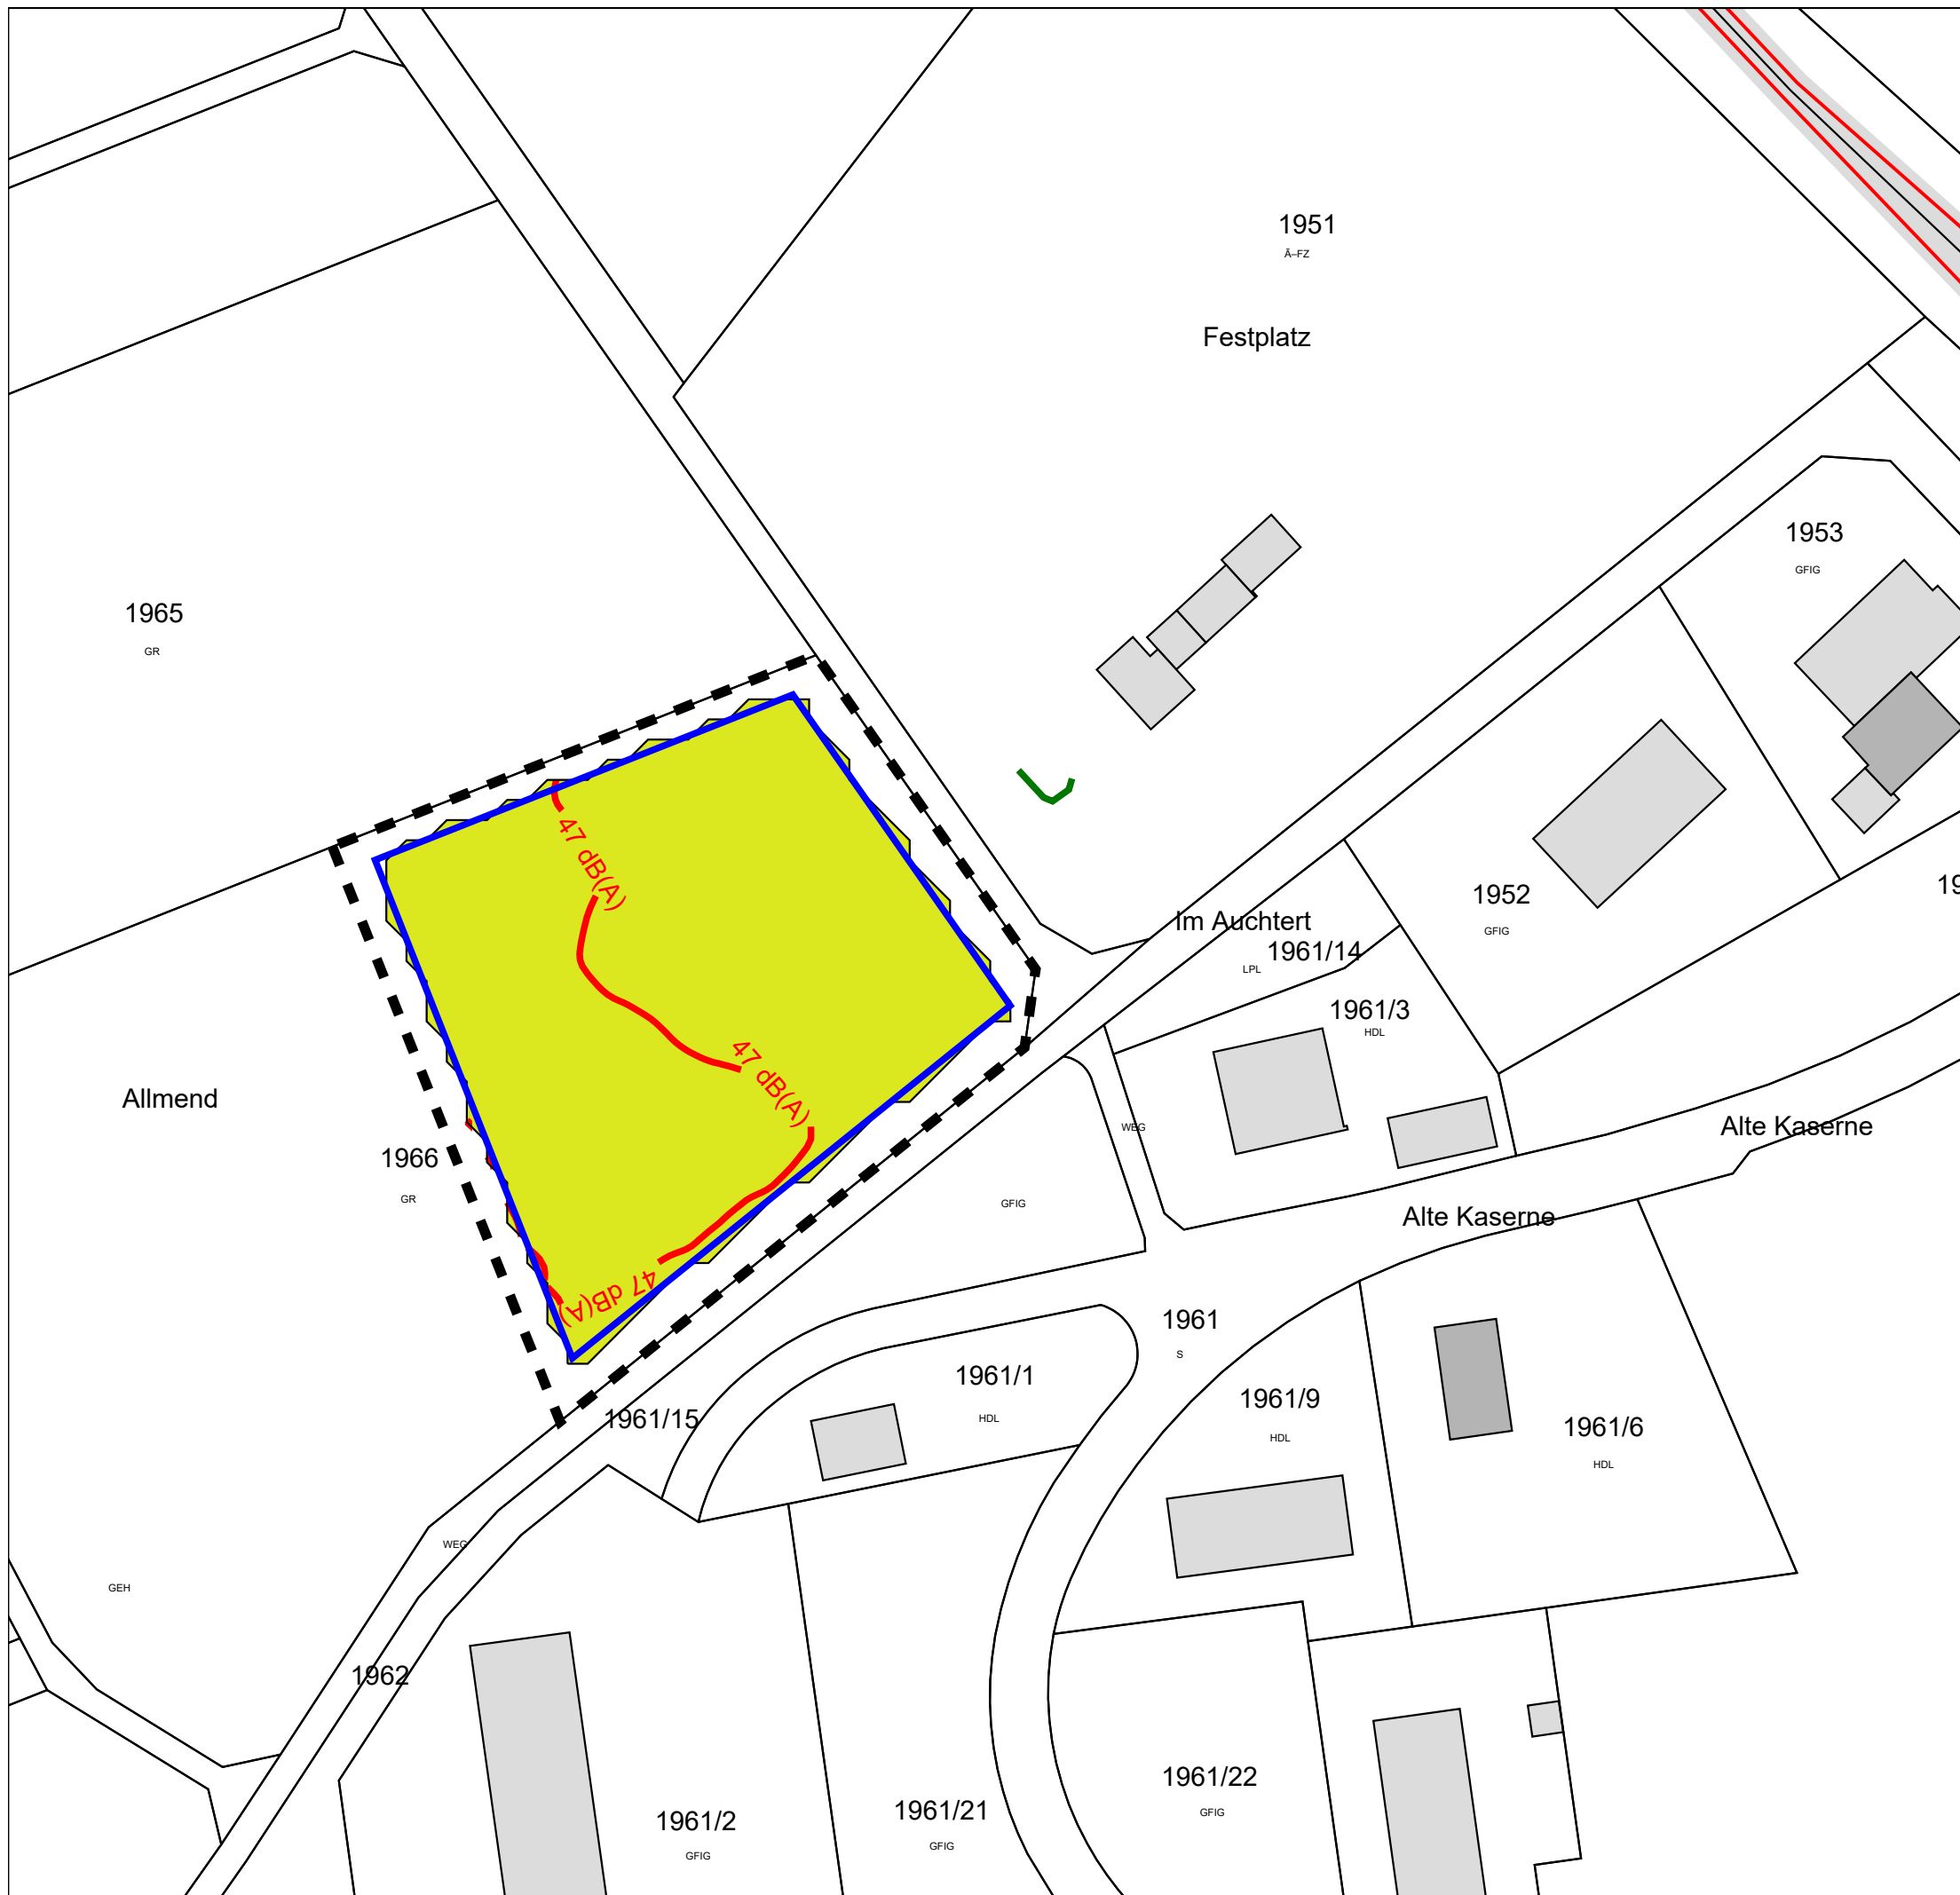 1951
Ä–FZ
Festplatz
1953
GFIG
1965
GR
47 dB(A)
1952
GFIG
19
Im Auchtert
1961/14
LPL
1961/3
HDL
47 dB(A)
Allmend
WEG
Alte Kaserne
1966
GR
GFIG
Alte Kaserne
47 dB(A)
1961
S
1961/1
HDL
1961/9
HDL
1961/15
1961/6
HDL
WEG
GEH
1962
1961/22
GFIG
1961/21
GFIG
1961/2
GFIG